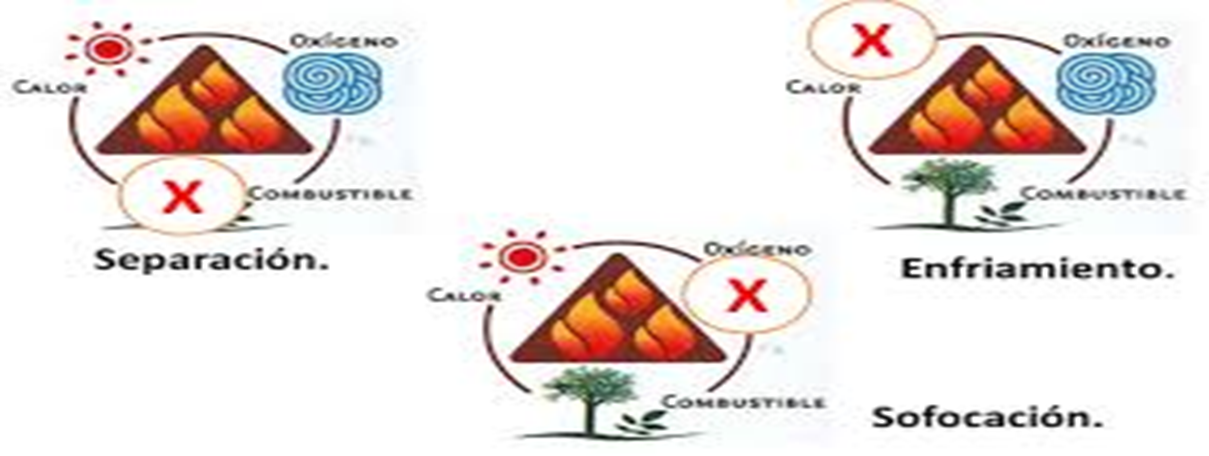 OXÍGENO
CALOR
X
COMBUSTIBLE
Separación.
X
OXÍGENO
CALOR
COMBUSTIBLE
Enfriamiento.
OXÍGENO
CALOR
X
COMBUSTIBLE
Sofocación.